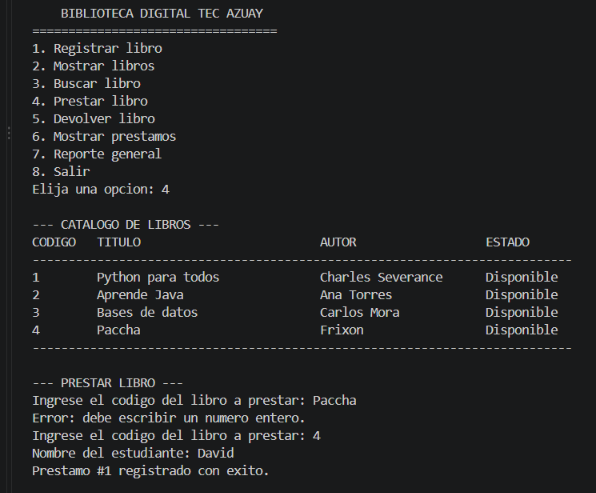 BIBLIOTECA DIGITAL TEC AZUAY
==================================
1. Registrar libro
2. Mostrar libros
3. Buscar libro
4. Prestar libro
5. Devolver libro
6. Mostrar prestamos
7. Reporte general
8. Salir
Elija una opcion: 4
--- CATALOGO DE LIBROS ---
CODIGO TITULO AUTOR ESTADO
---------------------------------------------------------------------------
1 Python para todos Charles Severance Disponible
2 Aprende Java Ana Torres Disponible
3 Bases de datos Carlos Mora Disponible
4 Paccha Frixon Disponible
---------------------------------------------------------------------------
--- PRESTAR LIBRO ---
Ingrese el codigo del libro a prestar: Paccha
Error: debe escribir un numero entero.
Ingrese el codigo del libro a prestar: 4
Nombre del estudiante: David
Prestamo #1 registrado con exito.